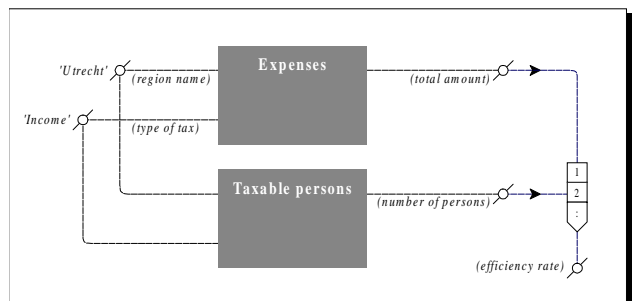 Expenses
'Utrecht'
(region name)
(total amount)
'Income'
(type of tax)
Taxable persons
(number of persons)
1
2
:
(efficiency rate)